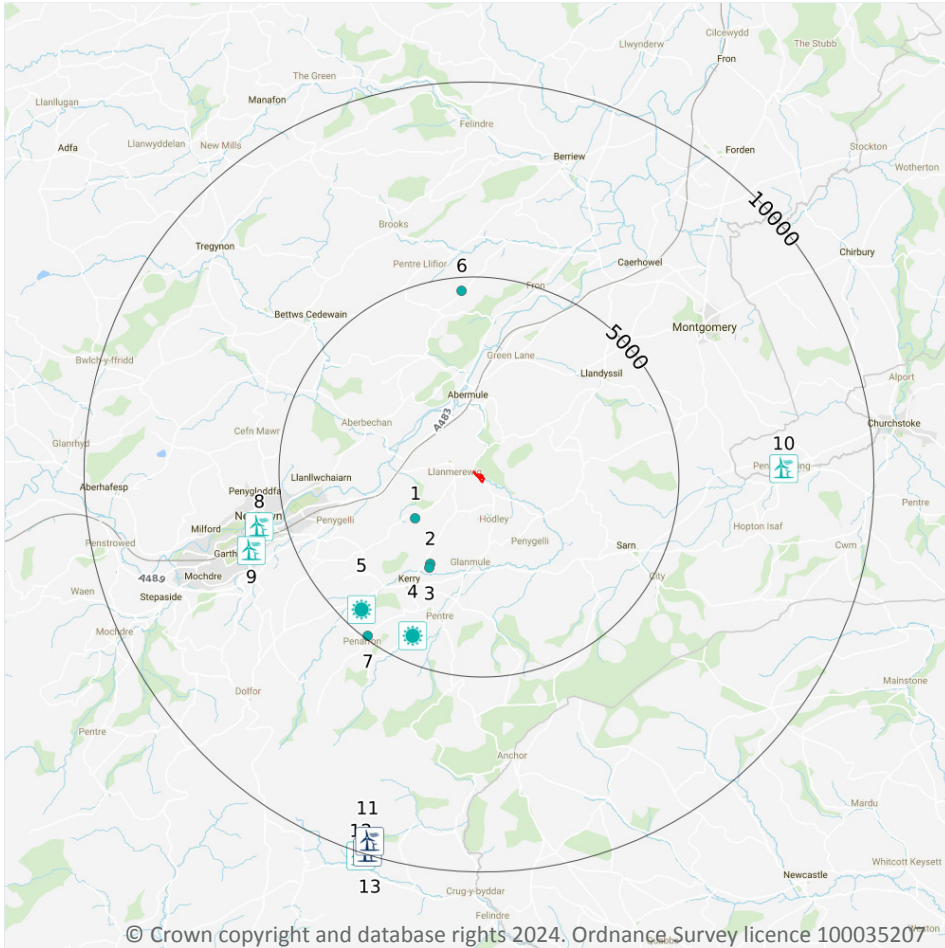 Cilcewydd
Llwynderw
The Stubb
Fron
The Green
Manafon
Llanllugan
Felindre
Adfa
Llanwyddelan
New Mills
Berriew
Forden
Stockton
Wotherton
10000
Brooks
Tregynon
Chirbury
Pentre Llifior
6
Caerhowel
Fron
Bettws Cedewain
Montgomery
5000
Green Lane
Bwlch-y-ffridd
Llandyssil
Alport
Abermule
A483
Aberbechan
Churchstoke
Cefn Mawr
Glanrhyd
10
Llanmerewig
Llanllwchaiarn
Aberhafesp
Penygloddfa
1
8
Pentre
Milford
Penygelli
Hodley
Hopton Isaf
Penstrowed
2
Penygelli
Sarn
Cwm
Garth
5
Glanmule
9
Mochdre
Kerry
4
3
City
A489
Waen
Stepaside
Pentre
Mochdre
7
Mainstone
Dolfor
Pentre
Anchor
11
Mardu
Whitcott Keysett
13
Newcastle
Crug-y-byddar
Felindre
© Crown copyright and database rights 2024. Ordnance Survey licence 100035207